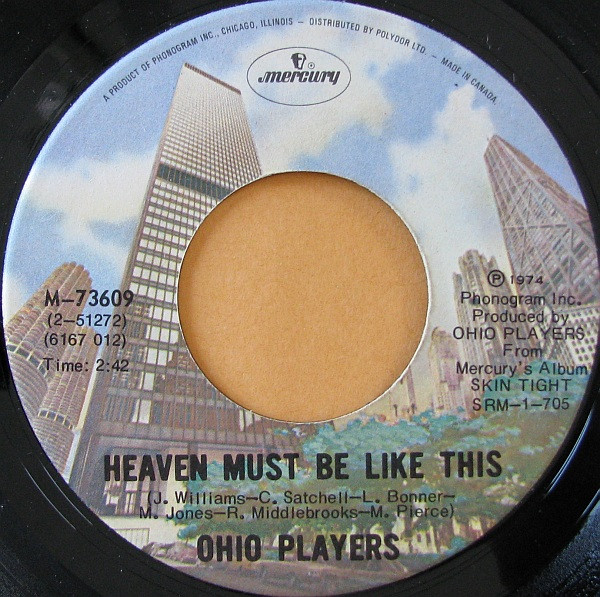 A PRODUCT OF PHONOGRAM INC., CHICAGO, ILLINOIS – DISTRIBUTED BY POLYDOR LTD. – MADE IN CANADA.
mercury
M–73609
(2–51272)
(6167 012)
Time: 2:42
Ⓟ 1974
Phonogram Inc.
Produced by
OHIO PLAYERS
From
Mercury's Album
SKIN TIGHT
SRM–1–705
HEAVEN MUST BE LIKE THIS
(J. Williams–C. Satchell–L. Bonner–
M. Jones–R. Middlebrooks–M. Pierce)
OHIO PLAYERS